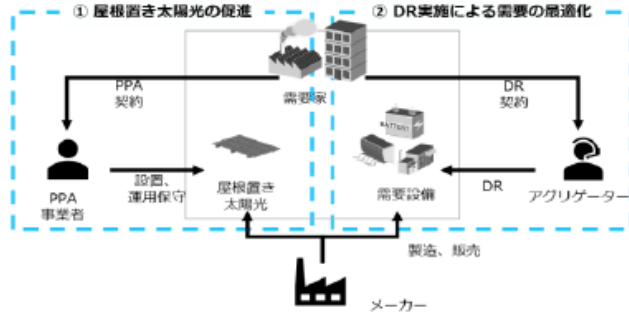 ① 屋根置き太陽光の促進
② DR実施による需要の最適化
PPA
契約
需要家
DR
契約
BATTERY
PPA
事業者
設置、
運用保守
屋根置き
太陽光
需要設備
DR
アグリゲーター
製造、販売
メーカー